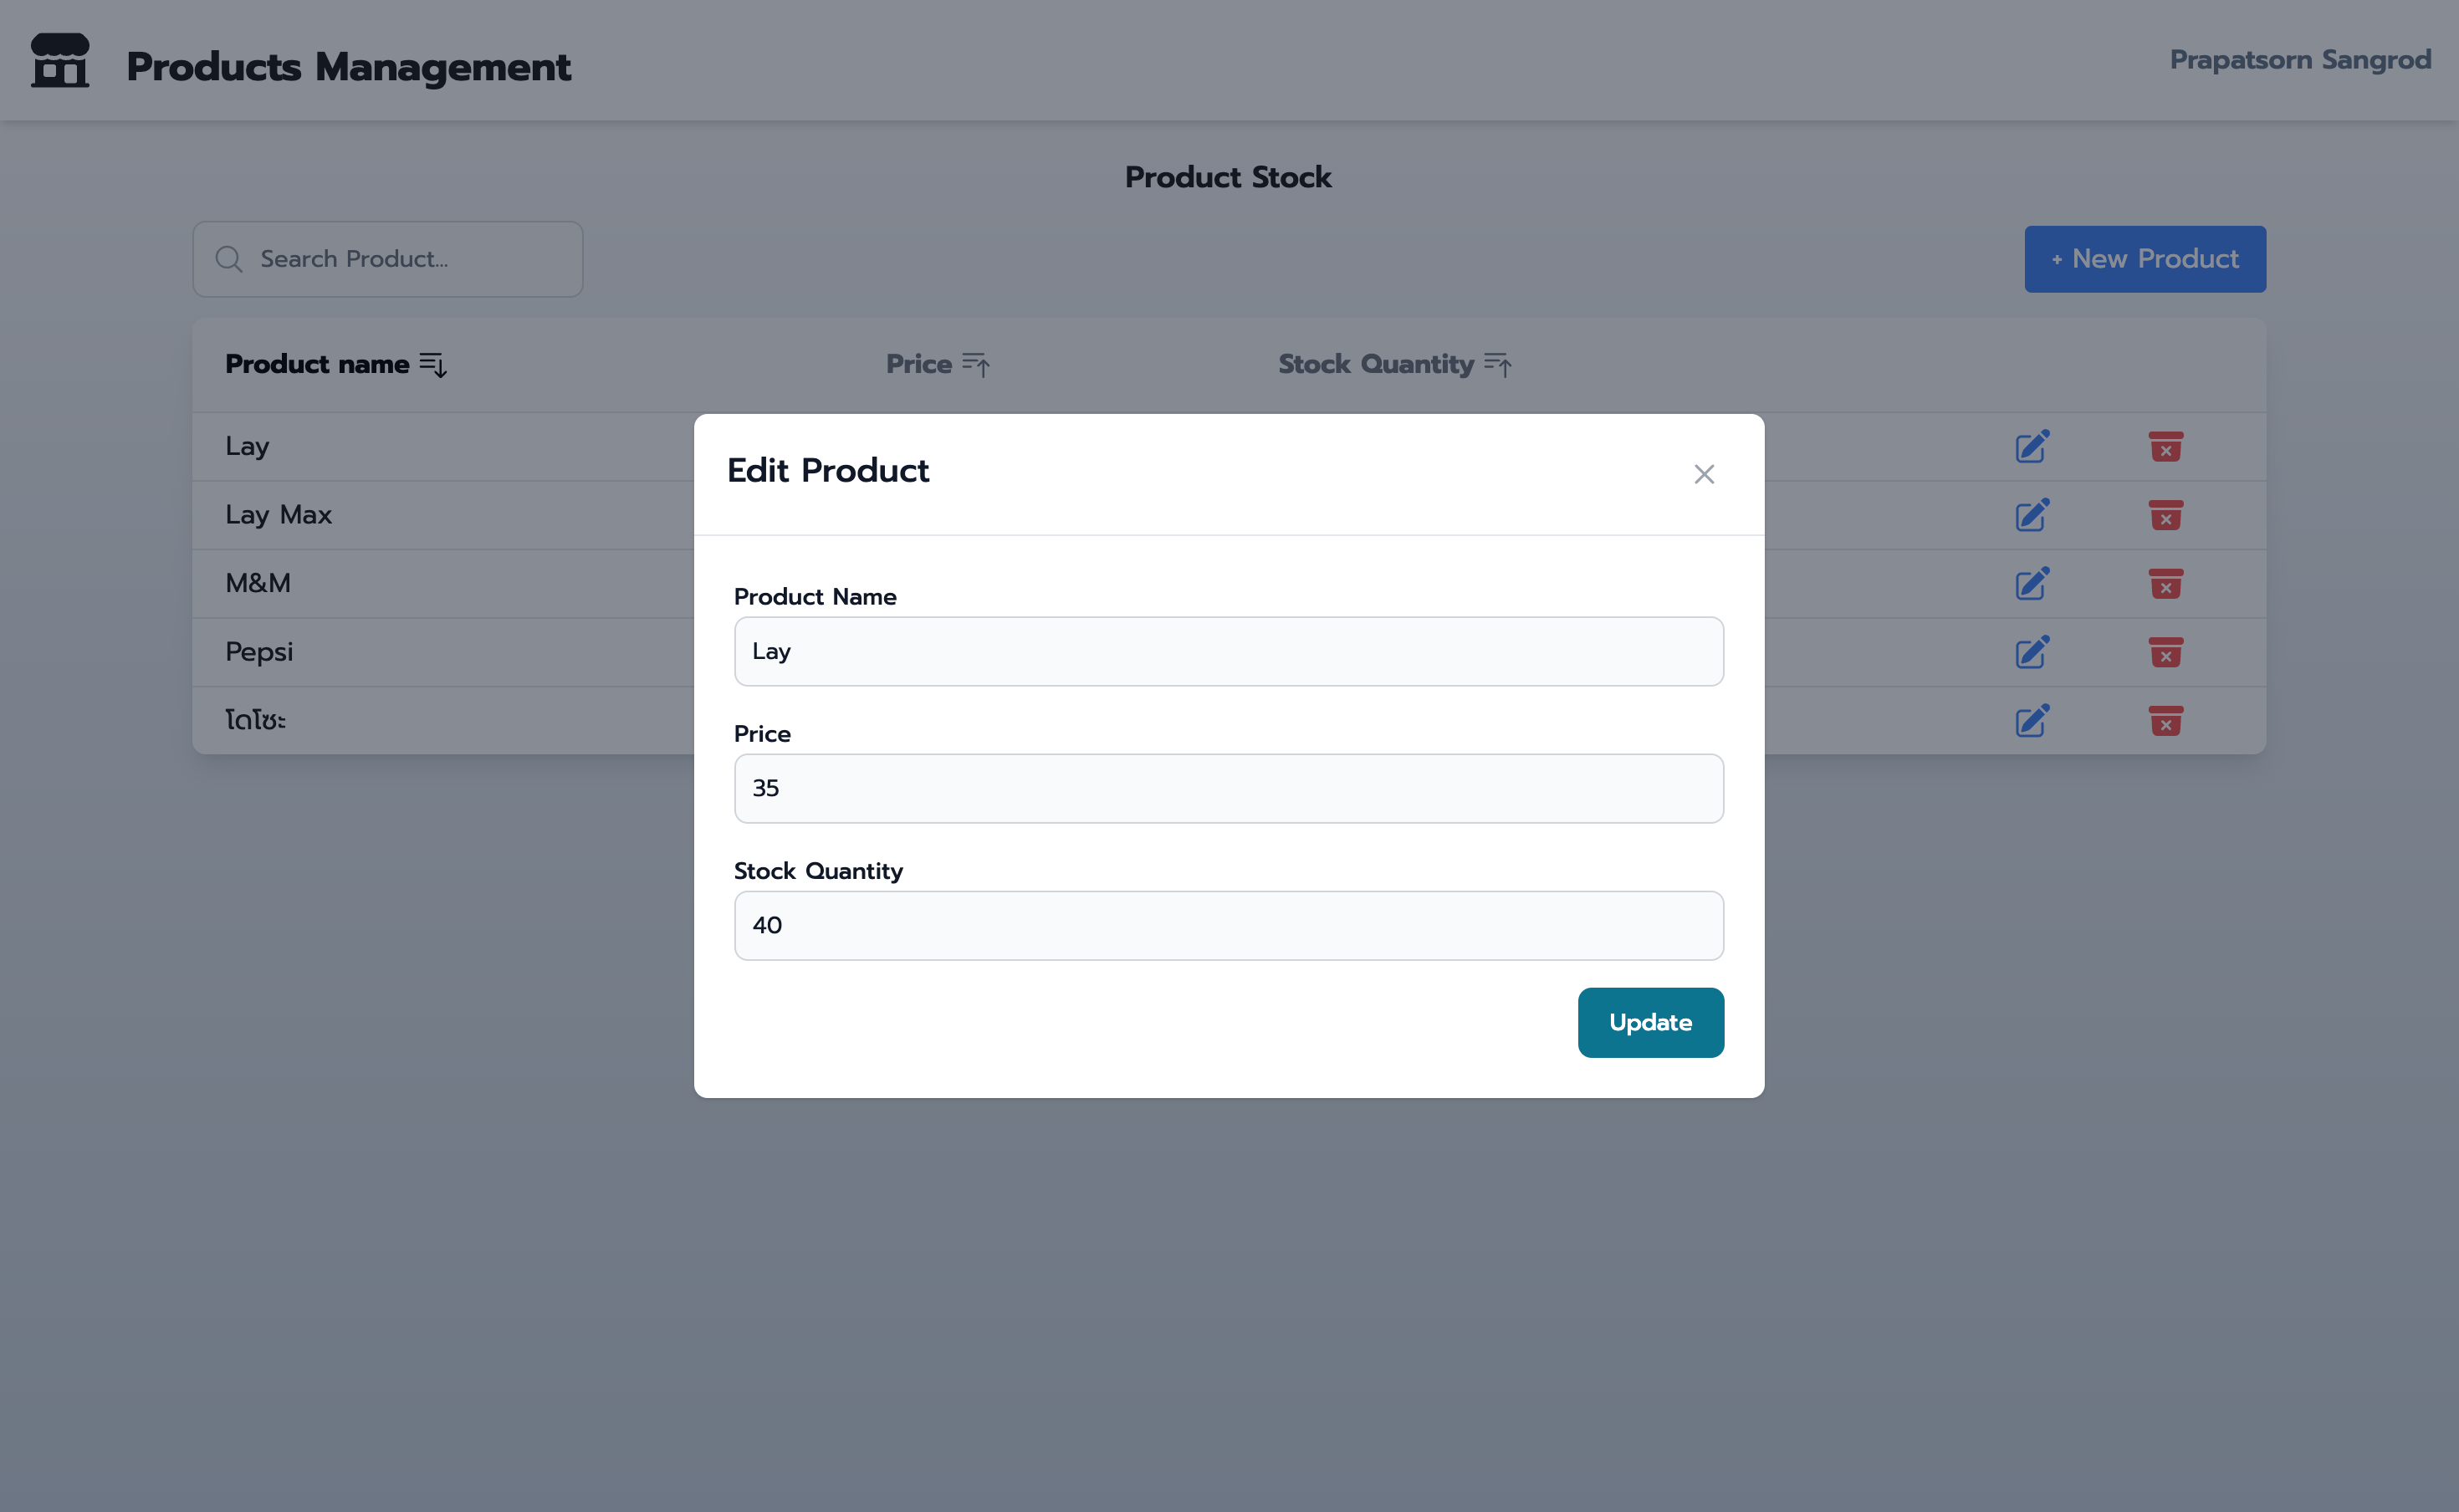 Products Management
Prapatsorn Sangrod
Product Stock
Search Product...
+ New Product
Product name
Price
Stock Quantity
Lay
Lay Max
M&M
Pepsi
โดโซะ
Edit Product
Product Name
Lay
Price
35
Stock Quantity
40
Update